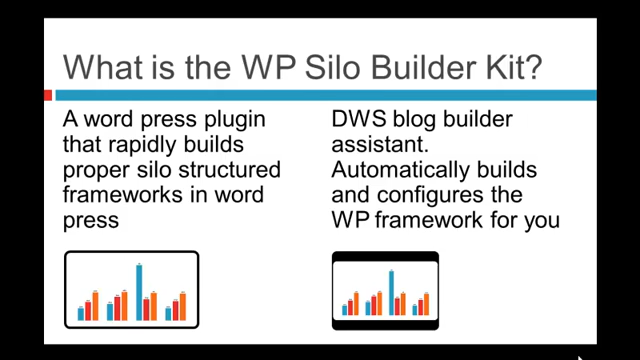 What is the WP Silo Builder Kit?
A word press plugin
that rapidly builds
proper silo structured
frameworks in word
press
DWS blog builder
assistant.
Automatically builds
and configures the
WP framework for you